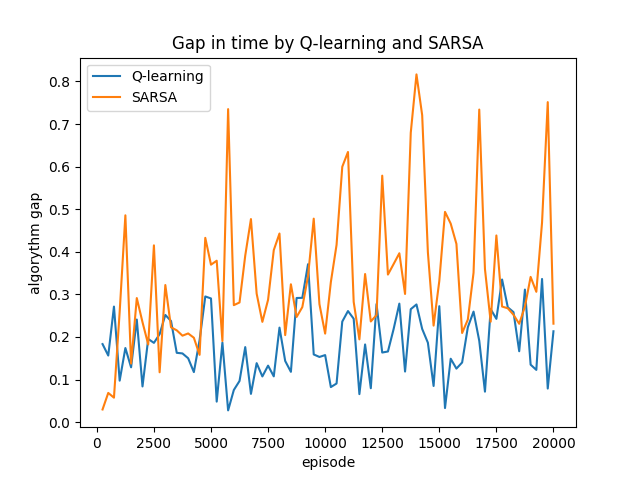 Gap in time by Q-learning and SARSA
Q-learning
SARSA
algorythm gap
0.8
0.7
0.6
0.5
0.4
0.3
0.2
0.1
0.0
0 2500 5000 7500 10000 12500 15000 17500 20000
episode